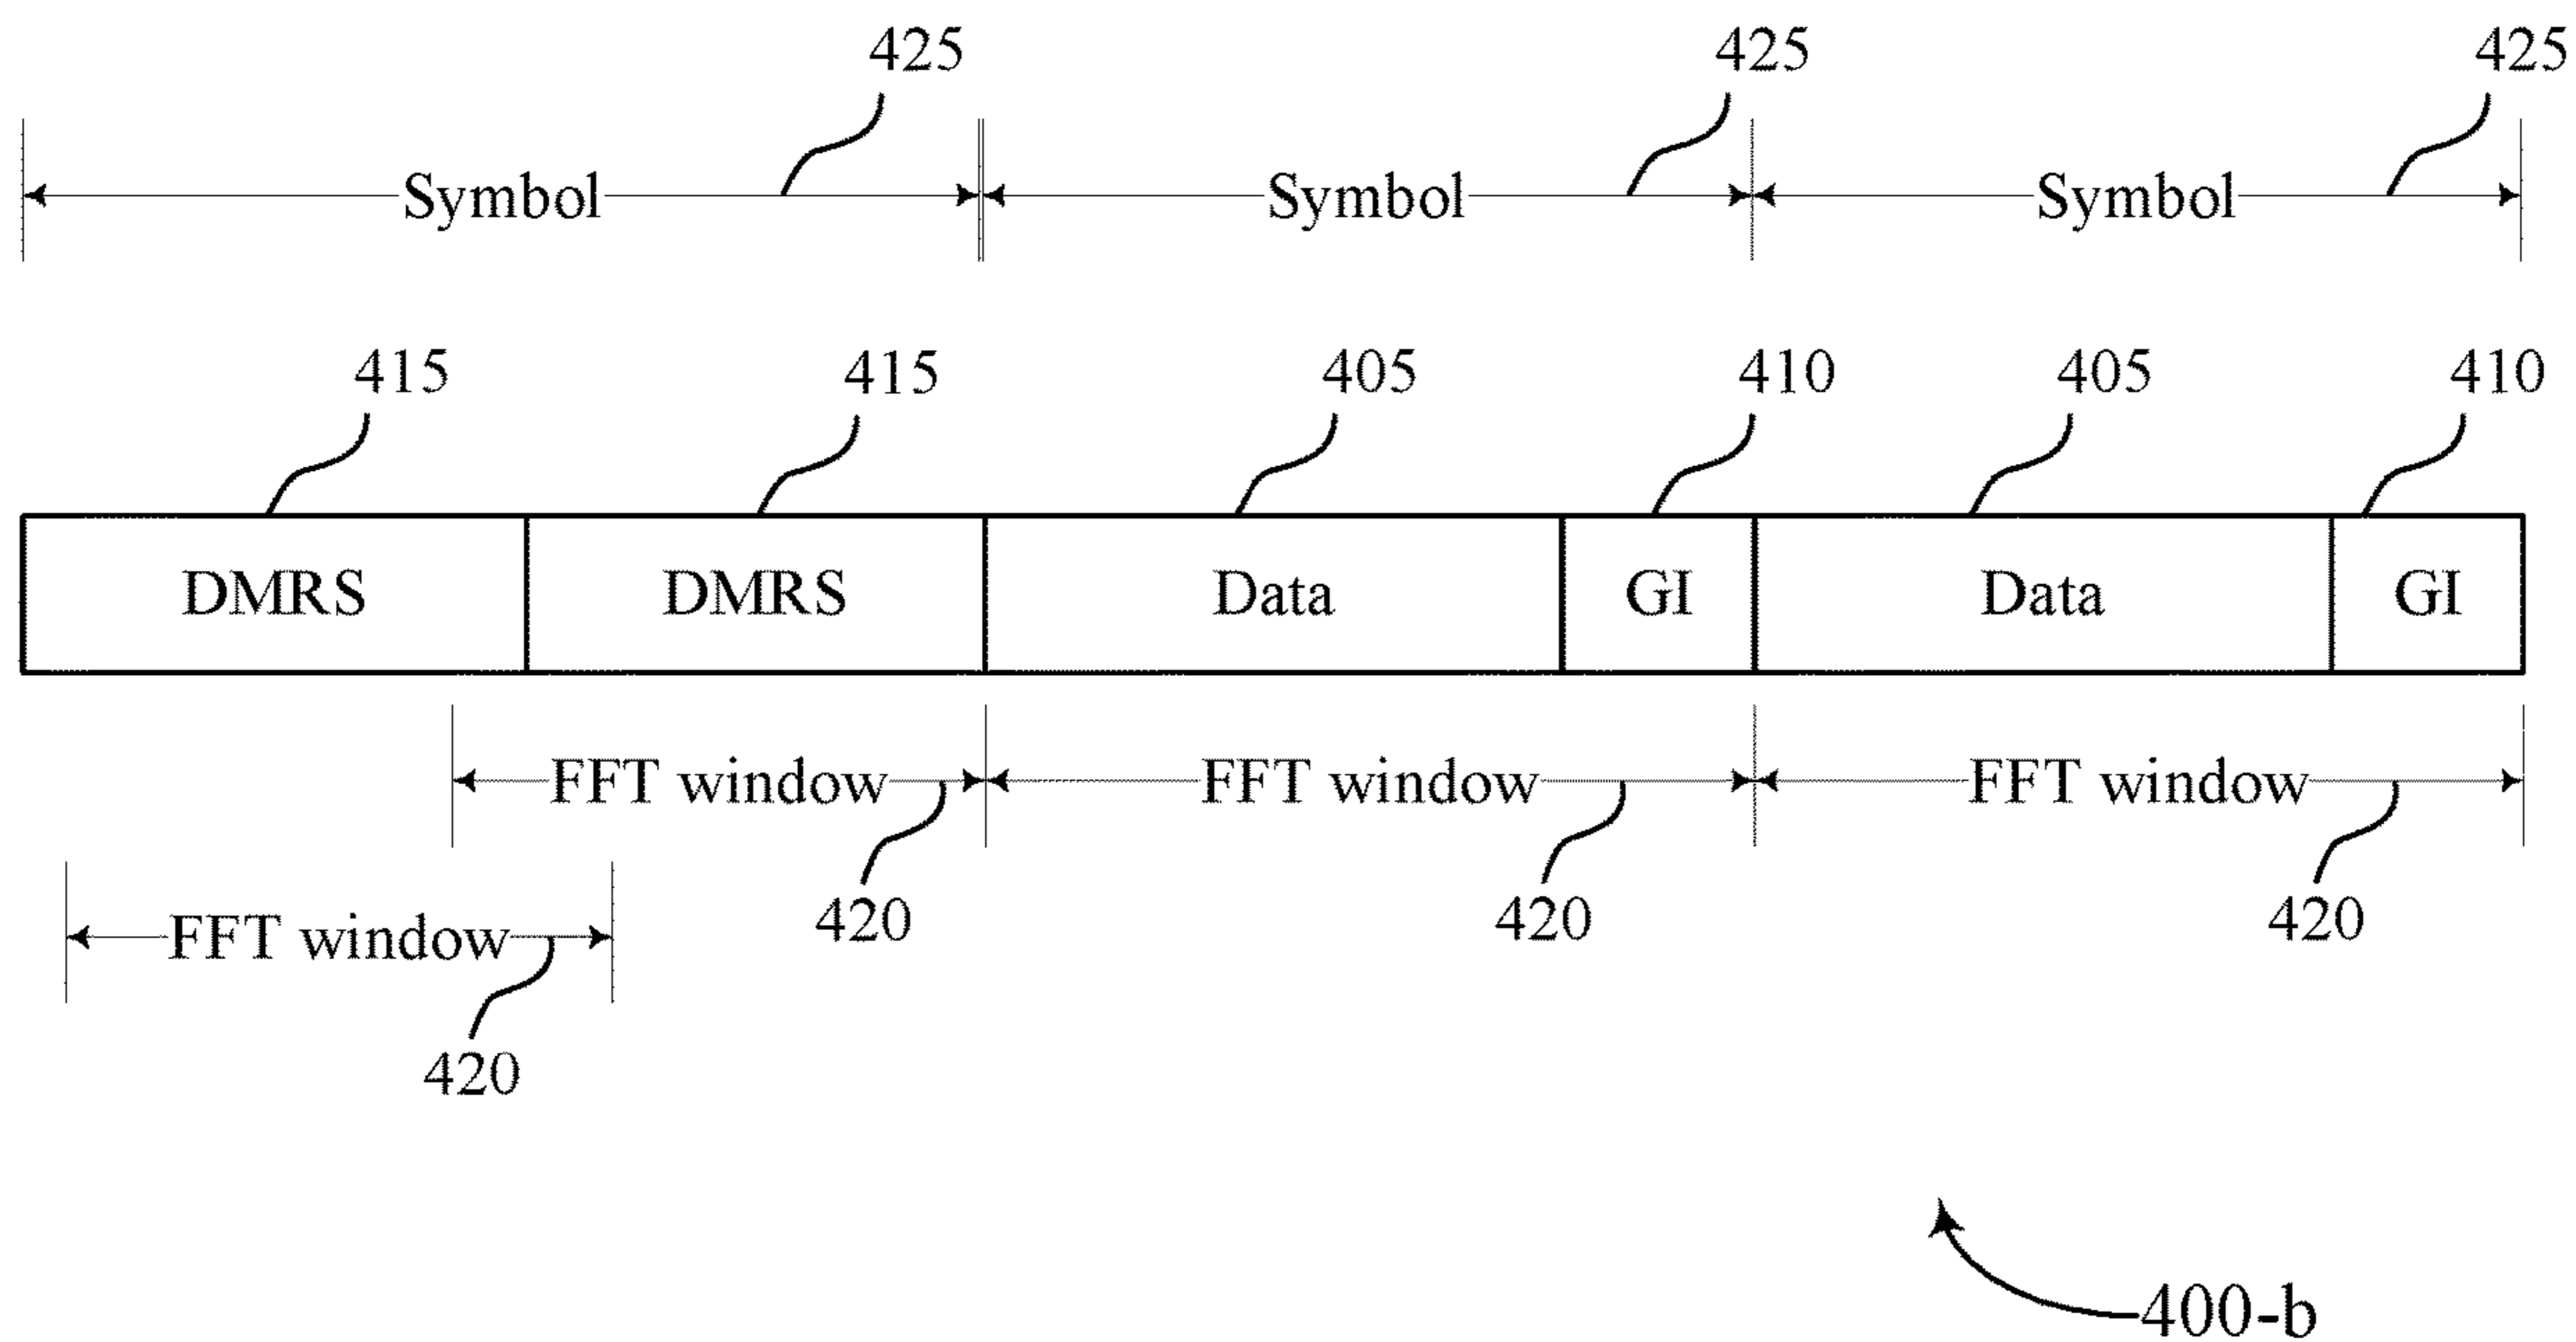 425 425 425
Symbol Symbol Symbol
415 415 405 410 405 410
DMRS DMRS Data GI Data GI
FFT window FFT window FFT window
420 420 420
FFT window
420
400-b